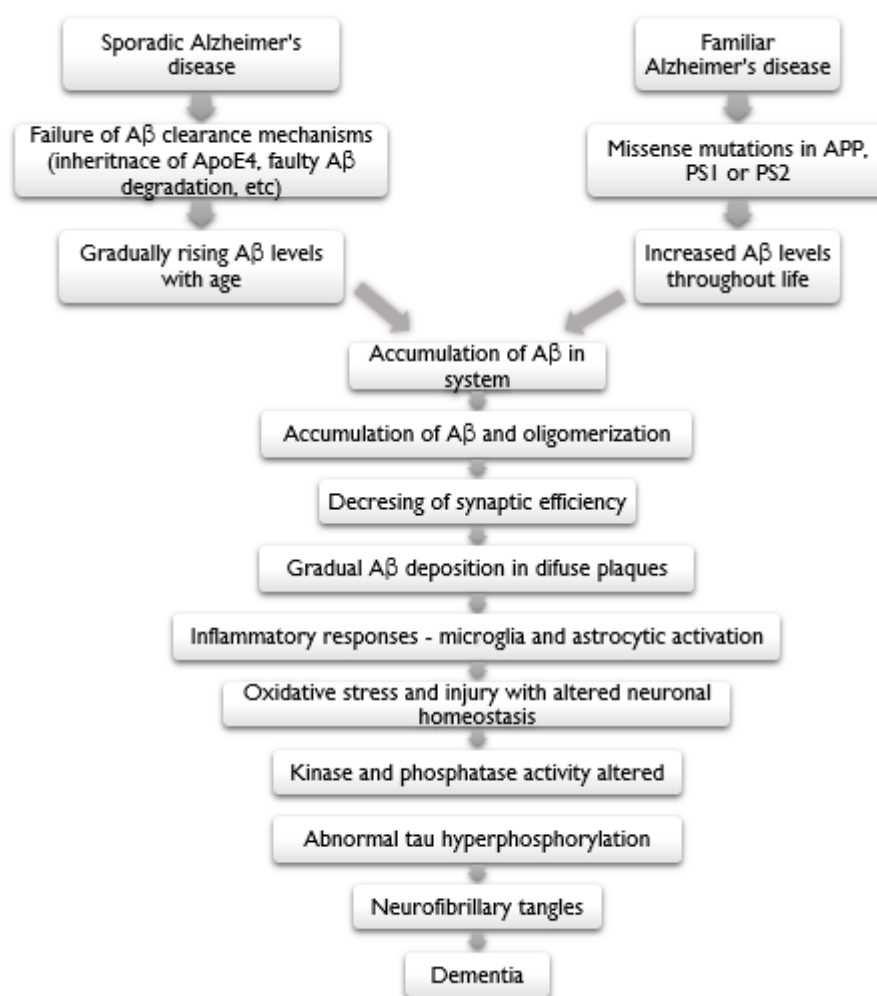 Sporadic Alzheimer's
disease
Familiar
Alzheimer's disease
Failure of Aβ clearance mechanisms
(inheritnace of ApoE4, faulty Aβ
degradation, etc)
Missense mutations in APP,
PS1 or PS2
Gradually rising Aβ levels
with age
Increased Aβ levels
throughout life
Accumulation of Aβ in
system
Accumulation of Aβ and oligomerization
Decresing of synaptic efficiency
Gradual Aβ deposition in difuse plaques
Inflammatory responses - microglia and astrocytic activation
Oxidative stress and injury with altered neuronal
homeostasis
Kinase and phosphatase activity altered
Abnormal tau hyperphosphorylation
Neurofibrillary tangles
Dementia